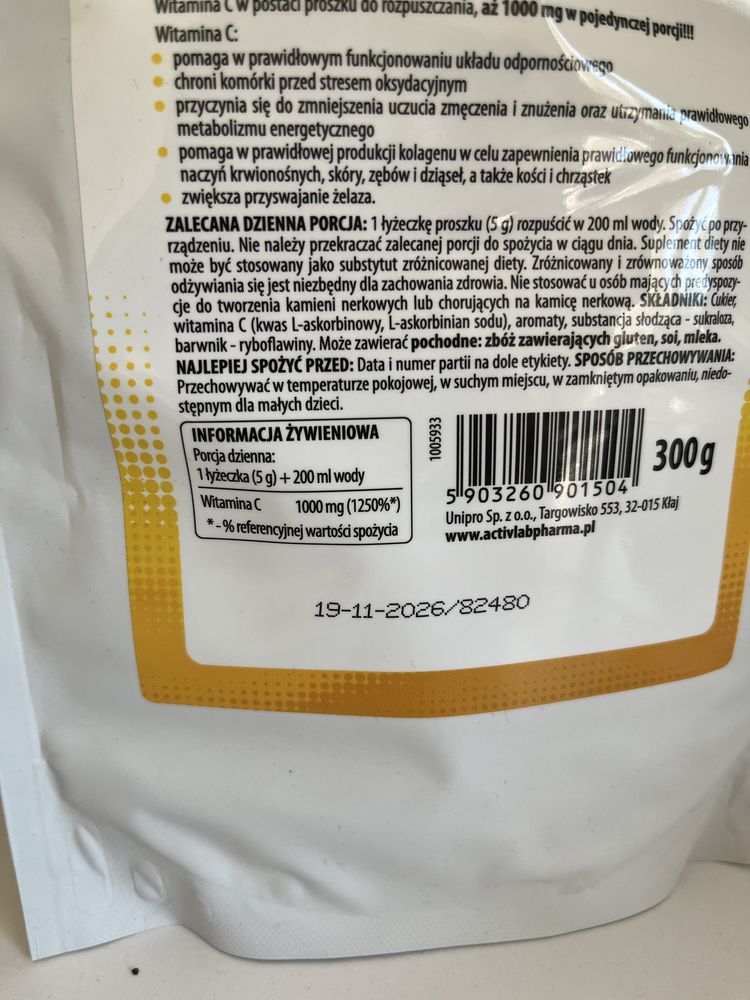 Witamina C w postaci proszku do rozpuszczania, aż 1000 mg w pojedynczej porcji!!!
Witamina C:
pomaga w prawidłowym funkcjonowaniu układu odpornościowego
chroni komórki przed stresem oksydacyjnym
przyczynia się do zmniejszenia uczucia zmęczenia i znużenia oraz utrzymania prawidłowego
metabolizmu energetycznego
pomaga w prawidłowej produkcji kolagenu w celu zapewnienia prawidłowego funkcjonowania
naczyń krwionośnych, skóry, zębów i dziąseł, a także kości i chrząstek
zwiększa przyswajanie żelaza.
ZALECANA DZIENNA PORCJA: 1 łyżeczkę proszku (5 g) rozpuścić w 200 ml wody. Spożyć po przy-
rządzeniu. Nie należy przekraczać zalecanej porcji do spożycia w ciągu dnia. Suplement diety nie
może być stosowany jako substytut zróżnicowanej diety. Zróżnicowany i zrównoważony sposób
odżywiania się jest niezbędny dla zachowania zdrowia. Nie stosować u osób mających predyspozy-
cje do tworzenia kamieni nerkowych lub chorujących na kamicę nerkową. SKŁADNIKI: Cukier,
witamina C (kwas L-askorbinowy, L-askorbinian sodu), aromaty, substancja słodząca - sukraloza,
barwnik - ryboflawiny. Może zawierać pochodne: zbóż zawierających gluten, soi, mleka.
NAJLEPIEJ SPOŻYĆ PRZED: Data i numer partii na dole etykiety. SPOSÓB PRZECHOWYWANIA:
Przechowywać w temperaturze pokojowej, w suchym miejscu, w zamkniętym opakowaniu, niedo-
stępnym dla małych dzieci.
INFORMACJA ŻYWIENIOWA
Porcja dzienna:
1 łyżeczka (5 g) + 200 ml wody
Witamina C 1000 mg (1250%*)
* - % referencyjnej wartości spożycia
1005933
5 903260 901504
300 g
Unipro Sp. z o.o., Targowisko 553, 32-015 Kłaj
www.activlabpharma.pl
19-11-2026/82480